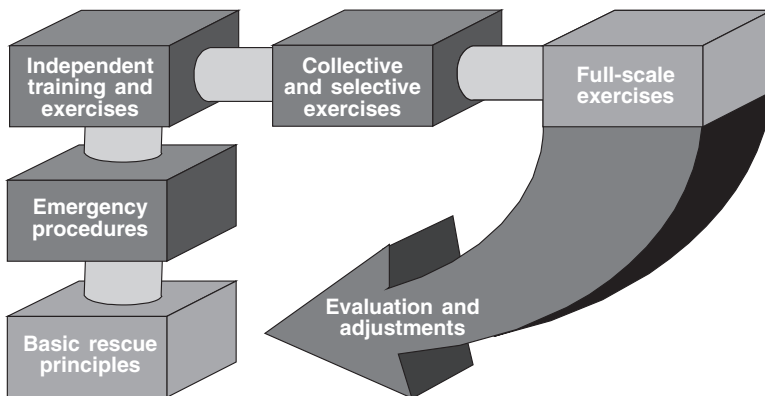 Independent
training and
exercises
Collective
and selective
exercises
Full-scale
exercises
Emergency
procedures
Evaluation and
adjustments
Basic rescue
principles